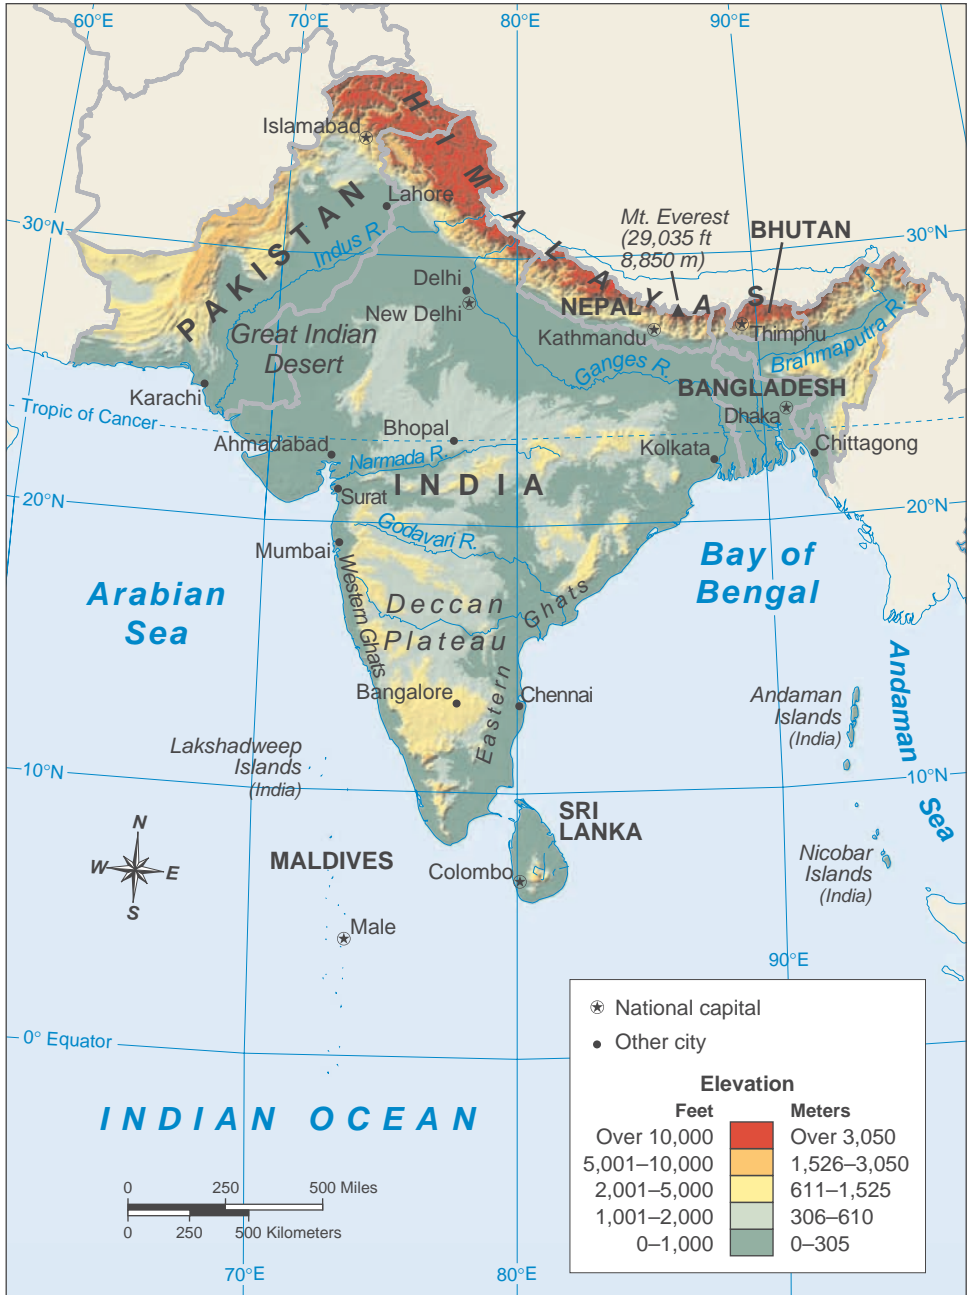 60°E
70°E
80°E
90°E
HIMALAYAS
Islamabad
Lahore
PAKISTAN
Indus R.
30°N
30°N
Mt. Everest
(29,035 ft
8,850 m)
BHUTAN
Delhi
New Delhi
NEPAL
Kathmandu
Thimphu
Great Indian
Desert
Ganges R.
Brahmaputra R.
BANGLADESH
Dhaka
Karachi
Tropic of Cancer
Ahmadabad
Bhopal
Kolkata
Chittagong
Narmada R.
INDIA
Surat
20°N
20°N
Godavari R.
Mumbai
Western Ghats
Arabian
Sea
Bay of
Bengal
Deccan
Plateau
Eastern Ghats
Bangalore
Chennai
Andaman
Islands
(India)
Andaman Sea
Lakshadweep
Islands
(India)
10°N
10°N
SRI
LANKA
N
W
E
S
MALDIVES
Colombo
Nicobar
Islands
(India)
Male
90°E
0° Equator
INDIAN OCEAN
National capital
Other city
Elevation
Feet
Meters
Over 10,000
Over 3,050
5,001–10,000
1,526–3,050
2,001–5,000
611–1,525
1,001–2,000
306–610
0–1,000
0–305
0 250 500 Miles
0 250 500 Kilometers
70°E
80°E